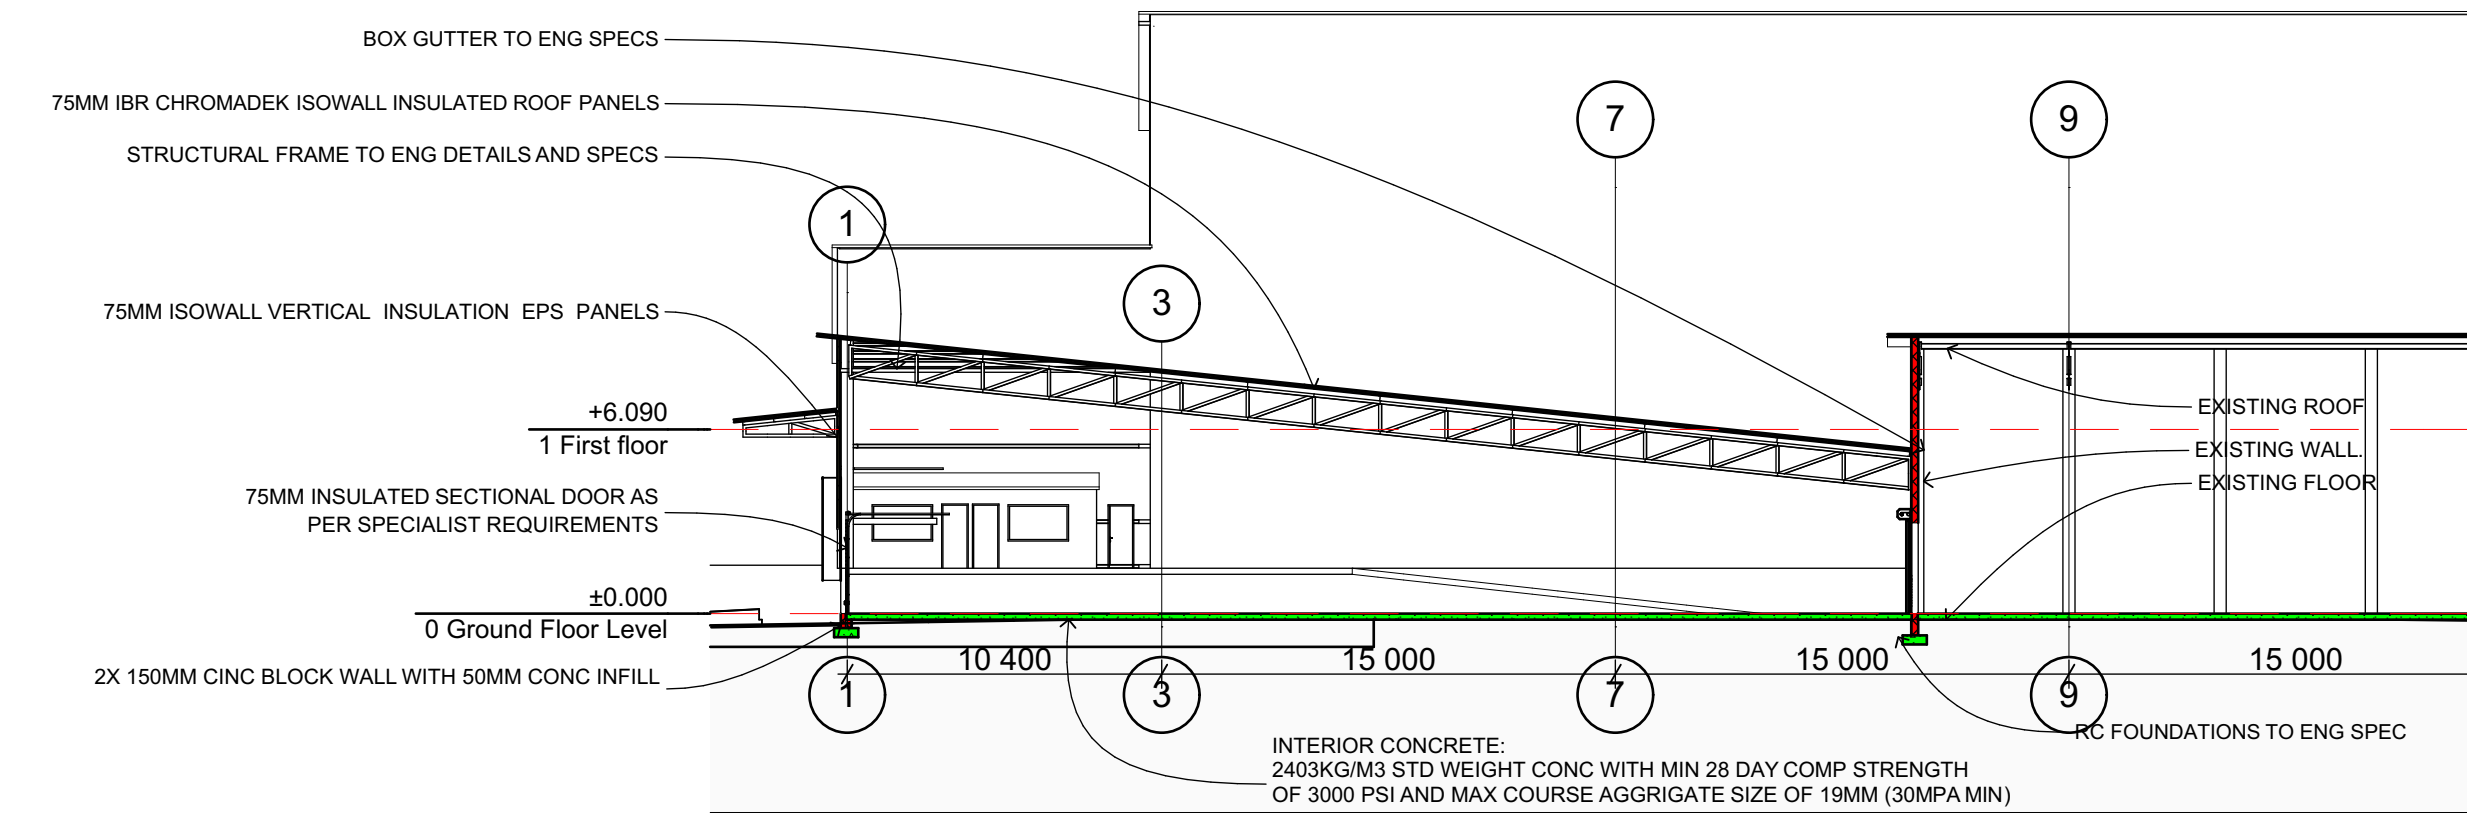 BOX GUTTER TO ENG SPECS
75MM IBR CHROMADEK ISOWALL INSULATED ROOF PANELS
STRUCTURAL FRAME TO ENG DETAILS AND SPECS
7
9
1
3
75MM ISOWALL VERTICAL INSULATION EPS PANELS
+6.090
1 First floor
EXISTING ROOF
EXISTING WALL.
EXISTING FLOOR
75MM INSULATED SECTIONAL DOOR AS
PER SPECIALIST REQUIREMENTS
±0.000
0 Ground Floor Level
10 400
15 000
15 000
15 000
2X 150MM CINC BLOCK WALL WITH 50MM CONC INFILL
1
3
7
9
RC FOUNDATIONS TO ENG SPEC
INTERIOR CONCRETE:
2403KG/M3 STD WEIGHT CONC WITH MIN 28 DAY COMP STRENGTH
OF 3000 PSI AND MAX COURSE AGGRIGATE SIZE OF 19MM (30MPA MIN)